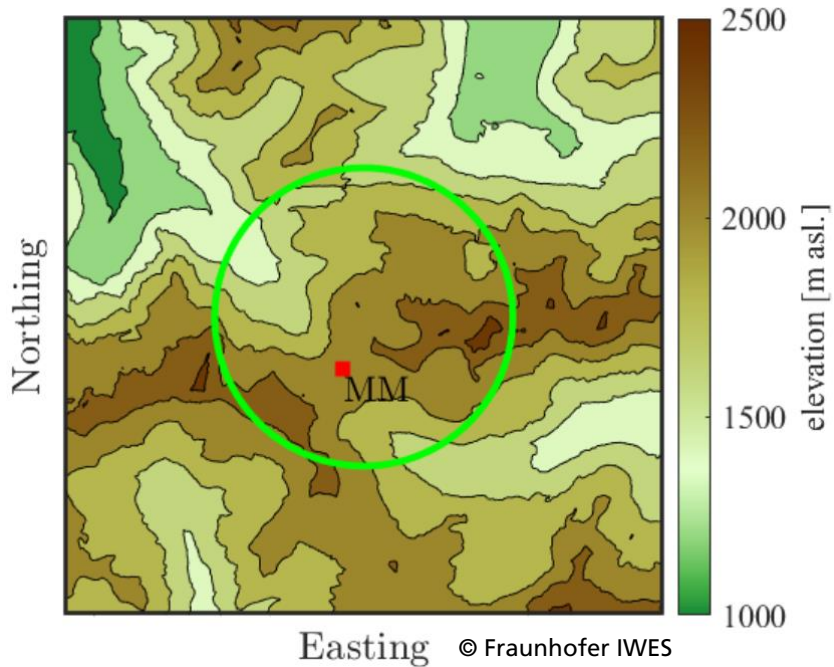 2500
2000
1500
1000
elevation [m asl.]
Northing
MM
Easting
© Fraunhofer IWES